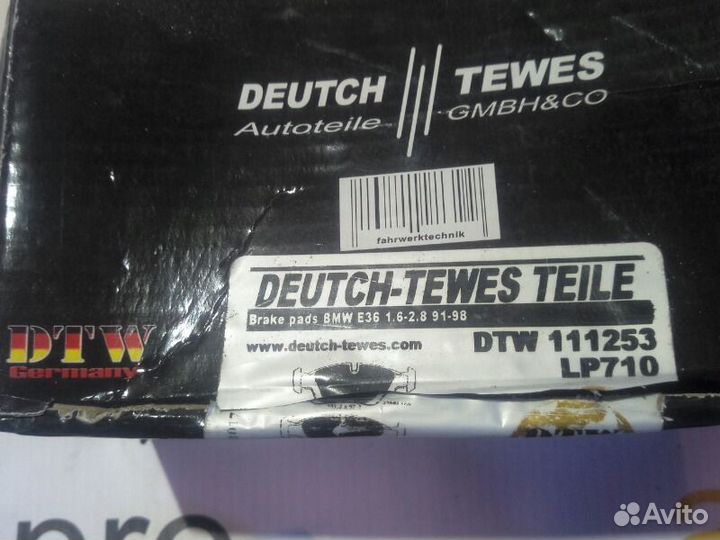 DEUTCH TEWES
Autoteile GMBH&CO
fahrwerktechnik
DEUTCH-TEWES TEILE
Brake pads BMW E36 1.6-2.8 91-98
www.deutch-tewes.com
DTW 111253
LP710
DTW
Germany
pro
Avito